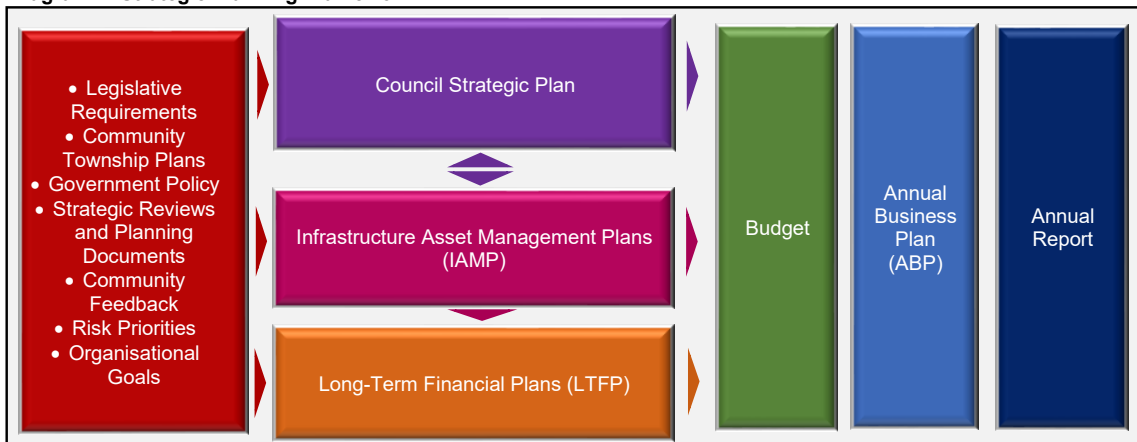 • Legislative
Requirements
• Community
Township Plans
• Government Policy
• Strategic Reviews
and Planning
Documents
• Community
Feedback
• Risk Priorities
• Organisational
Goals
Council Strategic Plan
Infrastructure Asset Management Plans
(IAMP)
Long-Term Financial Plans (LTFP)
Budget
Annual
Business
Plan
(ABP)
Annual
Report